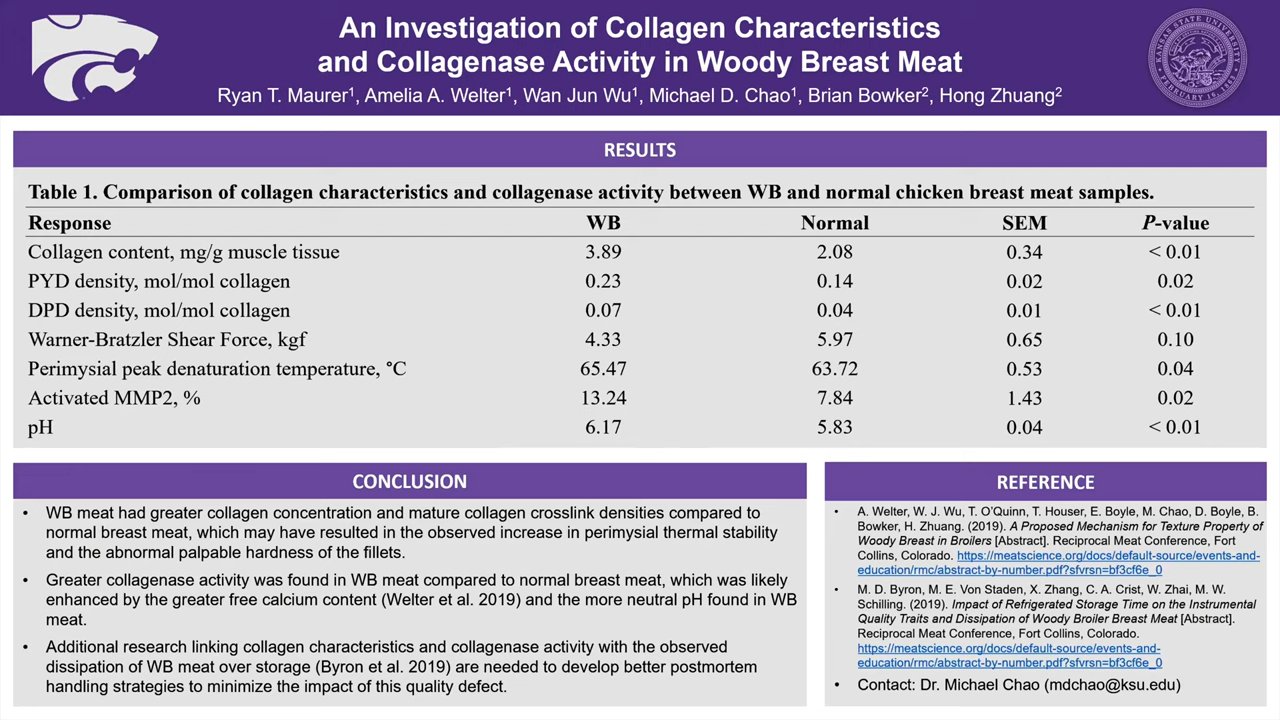 An Investigation of Collagen Characteristics
and Collagenase Activity in Woody Breast Meat
Ryan T. Maurer¹, Amelia A. Welter¹, Wan Jun Wu¹, Michael D. Chao¹, Brian Bowker², Hong Zhuang²
KANSAS STATE UNIVERSITY
FEBRUARY 16,
RESULTS
Table 1. Comparison of collagen characteristics and collagenase activity between WB and normal chicken breast meat samples.
Response WB Normal SEM P-value
Collagen content, mg/g muscle tissue 3.89 2.08 0.34 < 0.01
PYD density, mol/mol collagen 0.23 0.14 0.02 0.02
DPD density, mol/mol collagen 0.07 0.04 0.01 < 0.01
Warner-Bratzler Shear Force, kgf 4.33 5.97 0.65 0.10
Perimysial peak denaturation temperature, °C 65.47 63.72 0.53 0.04
Activated MMP2, % 13.24 7.84 1.43 0.02
pH 6.17 5.83 0.04 < 0.01
CONCLUSION
• WB meat had greater collagen concentration and mature collagen crosslink densities compared to
normal breast meat, which may have resulted in the observed increase in perimysial thermal stability
and the abnormal palpable hardness of the fillets.
• Greater collagenase activity was found in WB meat compared to normal breast meat, which was likely
enhanced by the greater free calcium content (Welter et al. 2019) and the more neutral pH found in WB
meat.
• Additional research linking collagen characteristics and collagenase activity with the observed
dissipation of WB meat over storage (Byron et al. 2019) are needed to develop better postmortem
handling strategies to minimize the impact of this quality defect.
REFERENCE
• A. Welter, W. J. Wu, T. O'Quinn, T. Houser, E. Boyle, M. Chao, D. Boyle, B.
Bowker, H. Zhuang. (2019). A Proposed Mechanism for Texture Property of
Woody Breast in Broilers [Abstract]. Reciprocal Meat Conference, Fort
Collins, Colorado. https://meatscience.org/docs/default-source/events-and-
education/rmc/abstract-by-number.pdf?sfvrsn=bf3cf6e_0
• M. D. Byron, M. E. Von Staden, X. Zhang, C. A. Crist, W. Zhai, M. W.
Schilling. (2019). Impact of Refrigerated Storage Time on the Instrumental
Quality Traits and Dissipation of Woody Broiler Breast Meat [Abstract].
Reciprocal Meat Conference, Fort Collins, Colorado.
https://meatscience.org/docs/default-source/events-and-
education/rmc/abstract-by-number.pdf?sfvrsn=bf3cf6e_0
• Contact: Dr. Michael Chao (mdchao@ksu.edu)